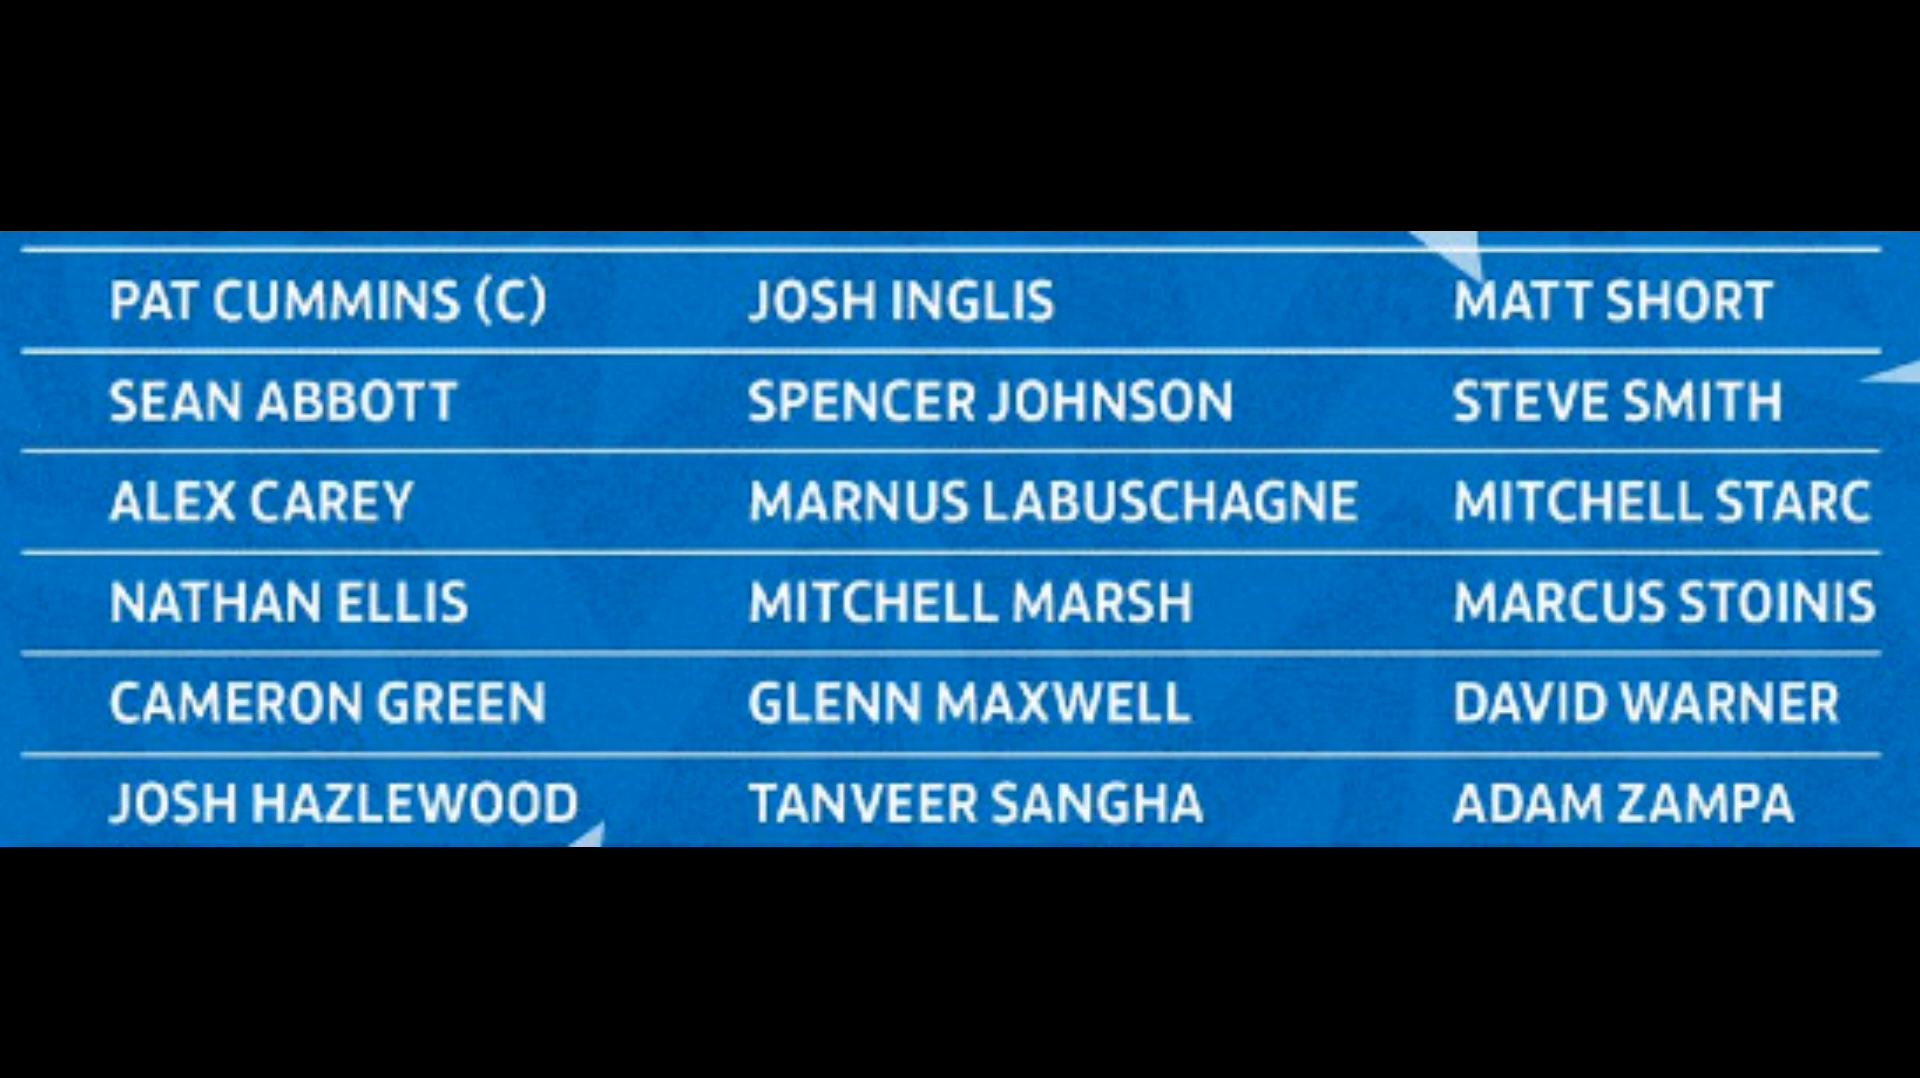 PAT CUMMINS (C) JOSH INGLIS MATT SHORT
SEAN ABBOTT SPENCER JOHNSON STEVE SMITH
ALEX CAREY MARNUS LABUSCHAGNE MITCHELL STARC
NATHAN ELLIS MITCHELL MARSH MARCUS STOINIS
CAMERON GREEN GLENN MAXWELL DAVID WARNER
JOSH HAZLEWOOD TANVEER SANGHA ADAM ZAMPA